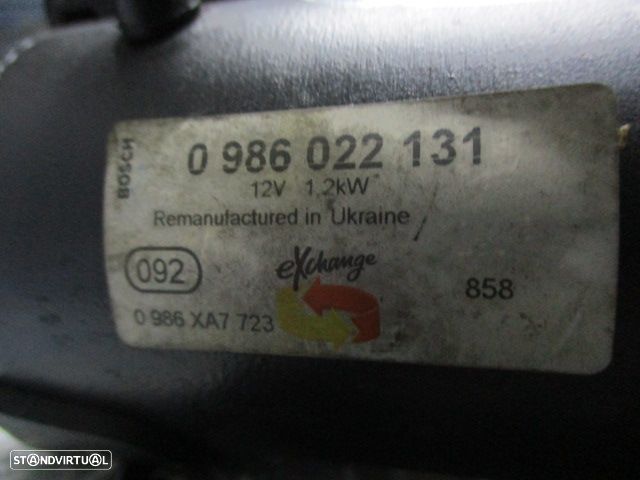 BOSCH
0 986 022 131
12V 1.2kW
Remanufactured in Ukraine
092
eXchange
858
0 986 XA7 723
STANDVIRTUAL